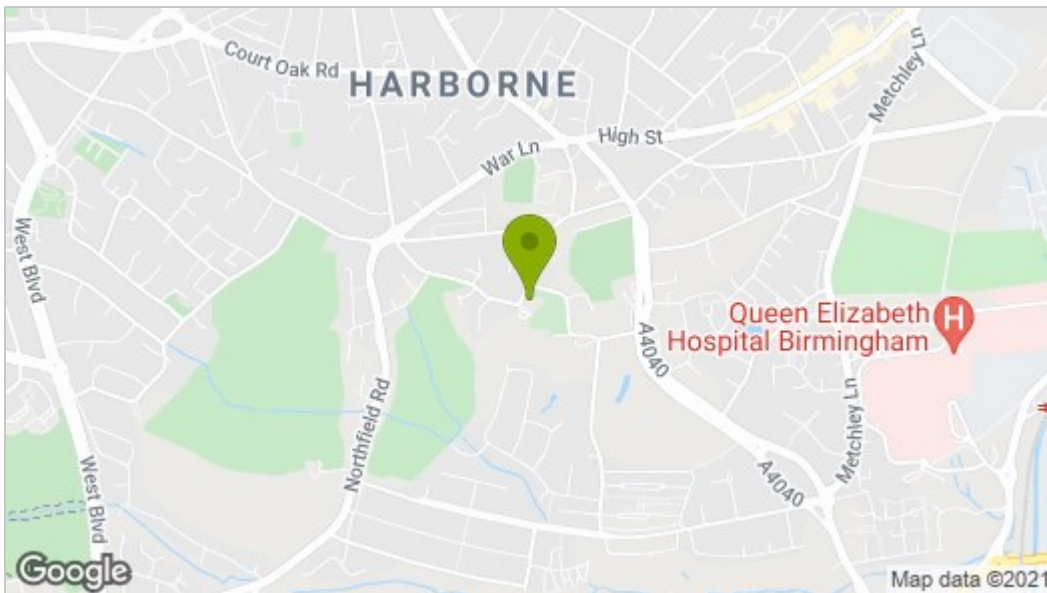 Court Oak Rd
HARBORNE
Metchley Ln
High St
War Ln
West Blvd
A4040
Queen Elizabeth
Hospital Birmingham
H
Northfield Rd
Metchley Ln
West Blvd
A4040
Google
Map data ©2021